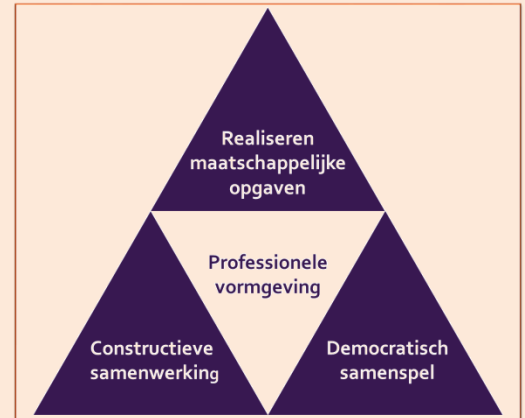 Realiseren
maatschappelijke
opgaven
Professionele
vormgeving
Constructieve
samenwerking
Democratisch
samenspel